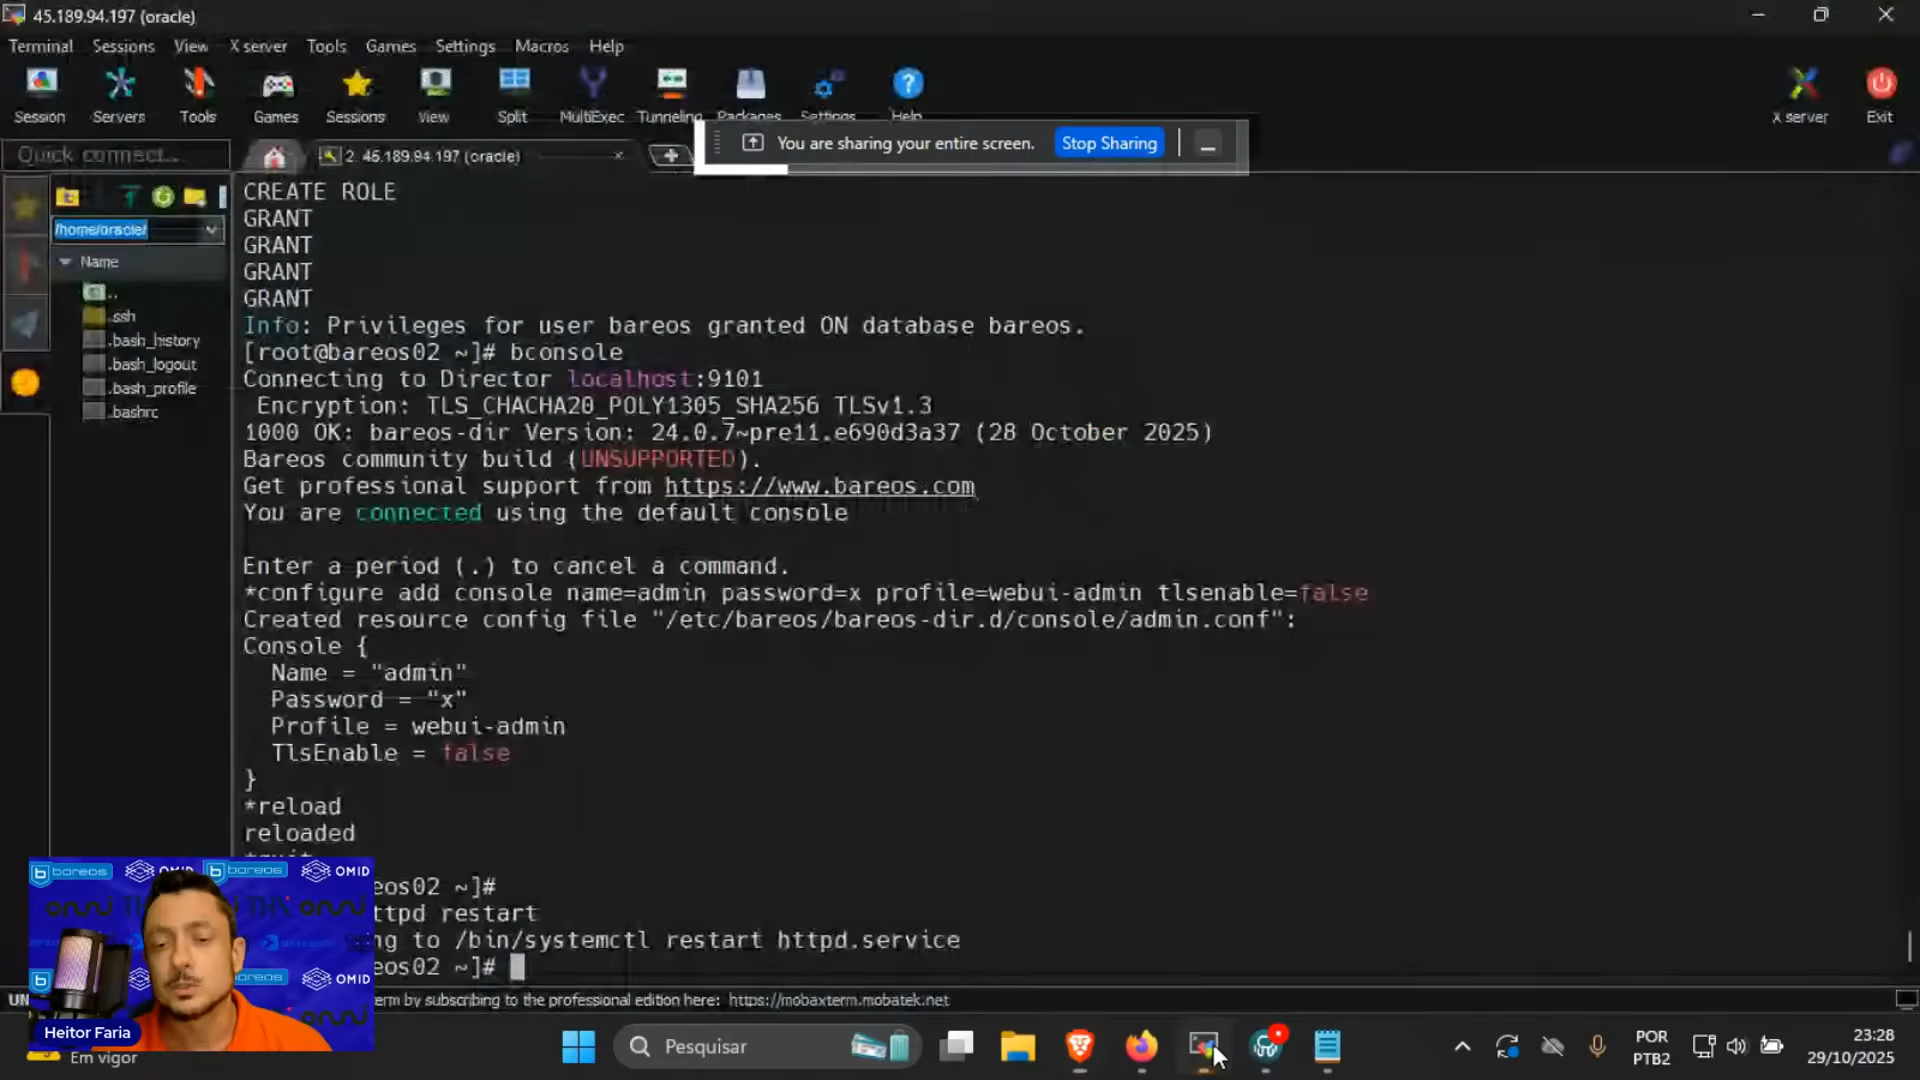 45.189.94.197 (oracle)
Terminal Sessions View X server Tools Games Settings Macros Help
Session Servers Tools Games Sessions View Split MultiExec Tunneling Packages Settings Help X server Exit
Quick connect...
2. 45.189.94.197 (oracle)
You are sharing your entire screen. Stop Sharing
/home/oracle/
Name
..
.ssh
.bash_history
.bash_logout
.bash_profile
.bashrc
CREATE ROLE
GRANT
GRANT
GRANT
GRANT
Info: Privileges for user bareos granted ON database bareos.
[root@bareos02 ~]# bconsole
Connecting to Director localhost:9101
Encryption: TLS_CHACHA20_POLY1305_SHA256 TLSv1.3
1000 OK: bareos-dir Version: 24.0.7~pre11.e690d3a37 (28 October 2025)
Bareos community build (UNSUPPORTED).
Get professional support from https://www.bareos.com
You are connected using the default console
Enter a period (.) to cancel a command.
*configure add console name=admin password=x profile=webui-admin tlsenable=false
Created resource config file "/etc/bareos/bareos-dir.d/console/admin.conf":
Console {
Name = "admin"
Password = "x"
Profile = webui-admin
TlsEnable = false
}
*reload
reloaded
eos02 ~]#
ttpd restart
ng to /bin/systemctl restart httpd.service
eos02 ~]#
UN
erm by subscribing to the professional edition here: https://mobaxterm.mobatek.net
bareos OMID bareos OMID
OMID
bareos OMID
Heitor Faria
Em vigor
Pesquisar
POR
PTB2
23:28
29/10/2025